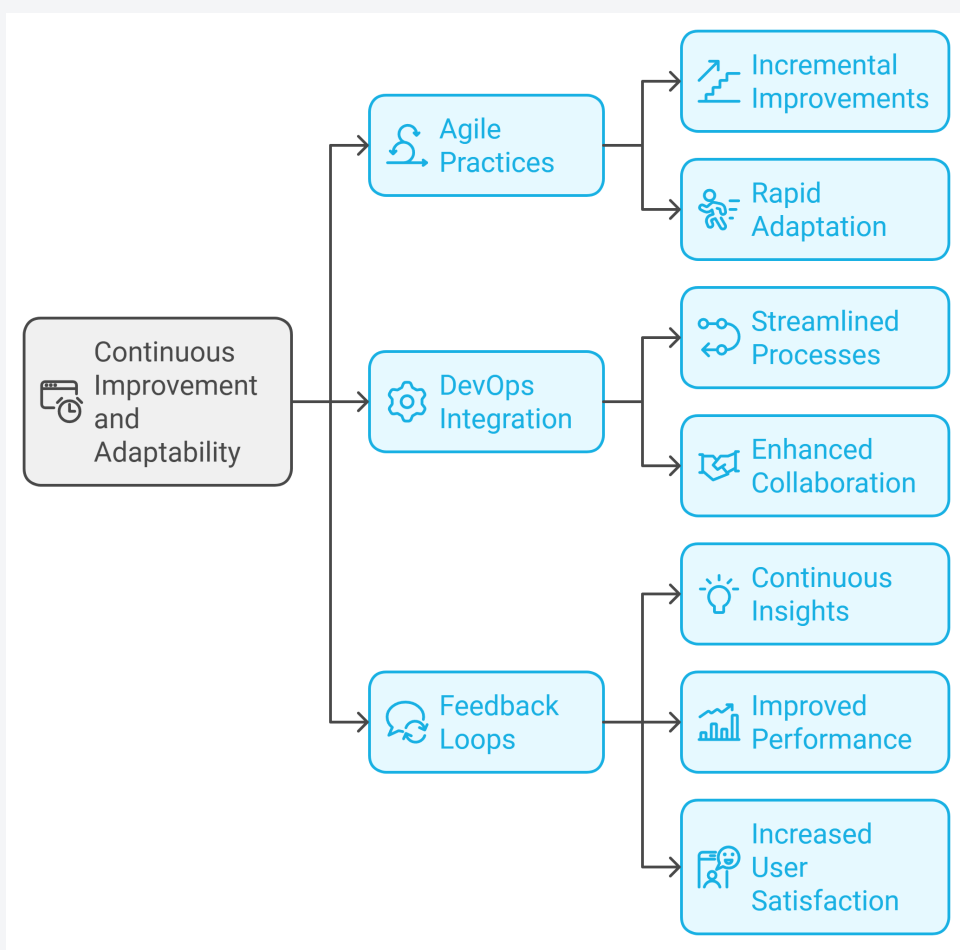 Continuous
Improvement
and
Adaptability
Agile
Practices
Incremental
Improvements
Rapid
Adaptation
DevOps
Integration
Streamlined
Processes
Enhanced
Collaboration
Feedback
Loops
Continuous
Insights
Improved
Performance
Increased
User
Satisfaction